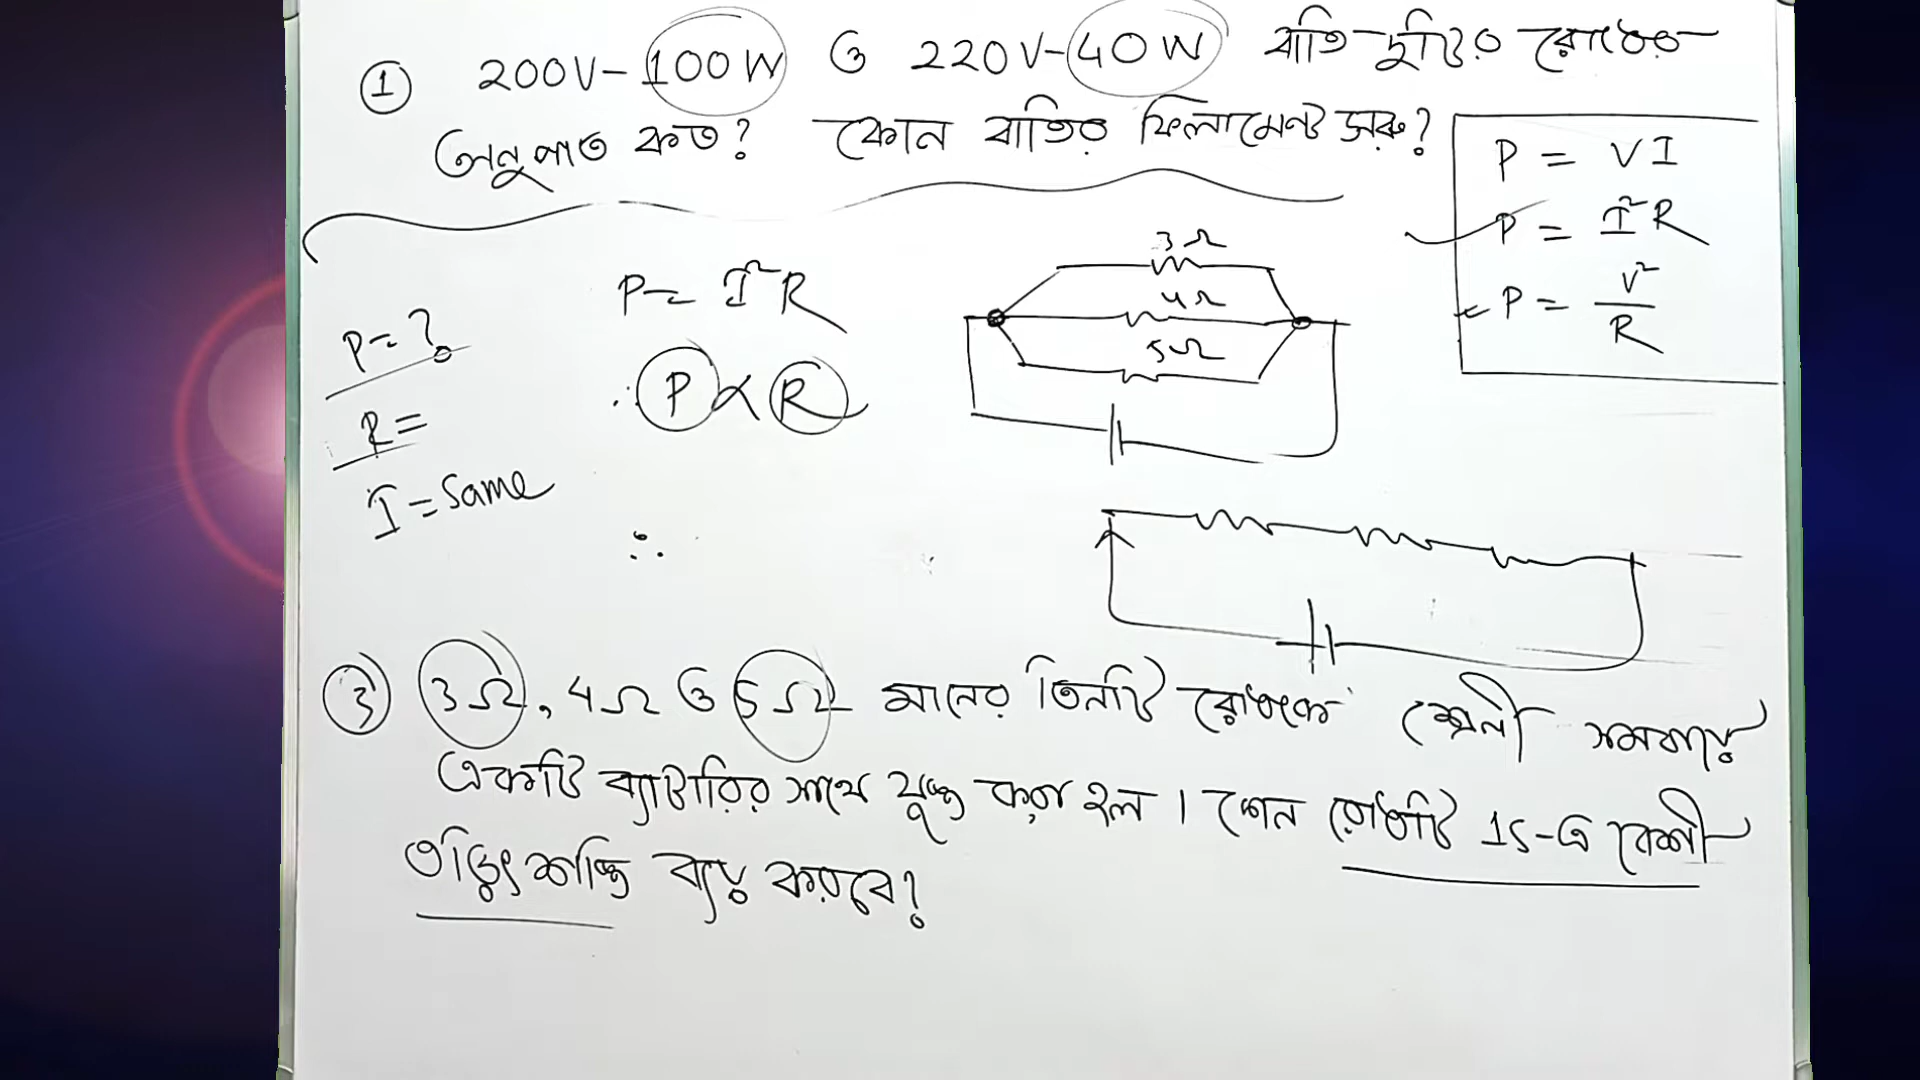 ① 200V-100W ও 220V-40W বাতি দুটির রোধের
অনুপাত কত? কোন বাতির ফিলামেন্ট সরু?
P = VI
P = I²R
P = V²/R
3Ω
4Ω
5Ω
P = I²R
∴ P ∝ R
P = ?
R =
I = Same
∴
③ 3Ω, 4Ω ও 5Ω মানের তিনটি রোধকে শ্রেণী সমবায়ে
একটি ব্যাটারির সাথে যুক্ত করা হল। কোন রোধটি 1S-এ বেশী
তড়িৎশক্তি ব্যয় করবে?